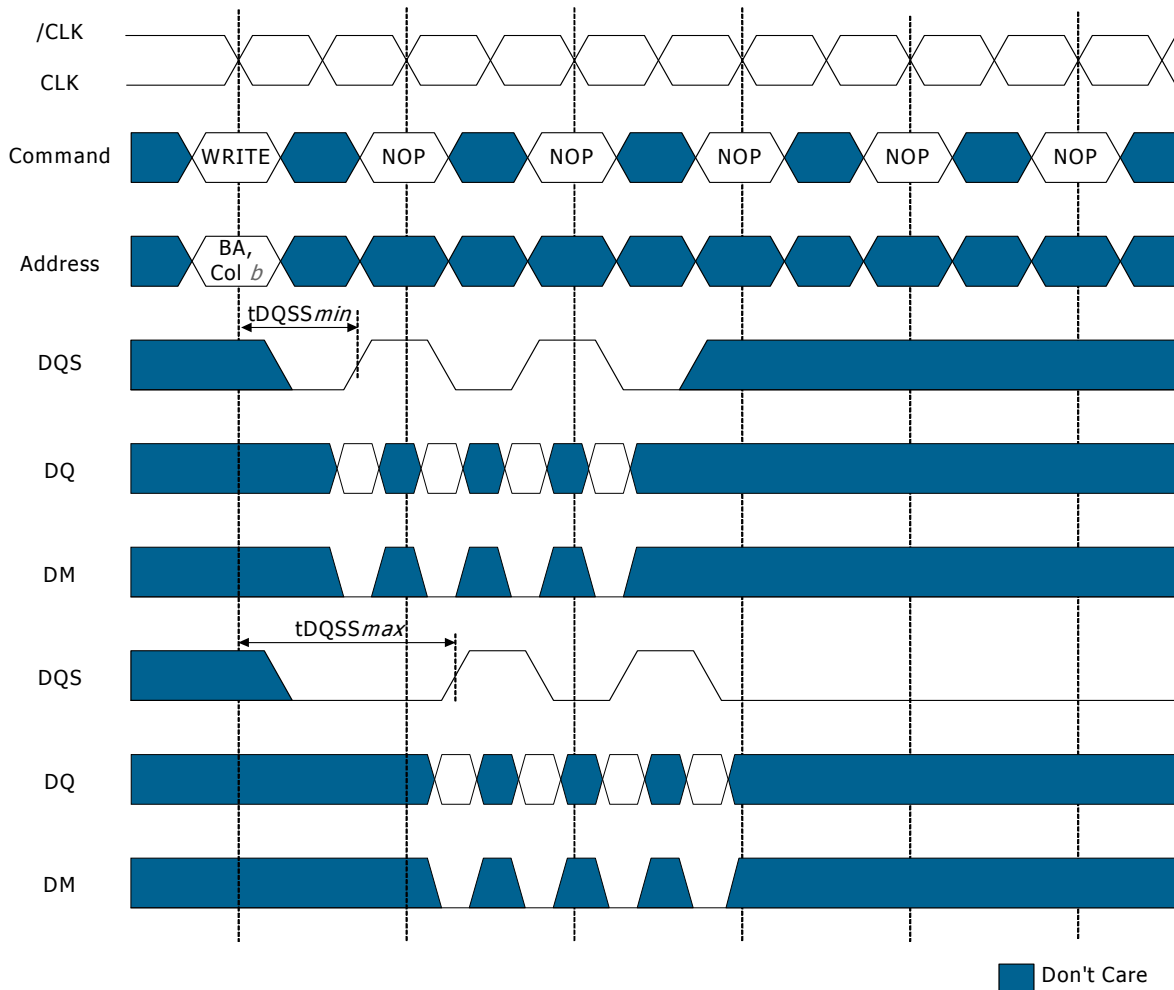 /CLK
CLK
Command
WRITE NOP NOP NOP NOP NOP
Address
BA,
Col b
tDQSSmin
DQS
DQ
DM
tDQSSmax
DQS
DQ
DM
Don't Care